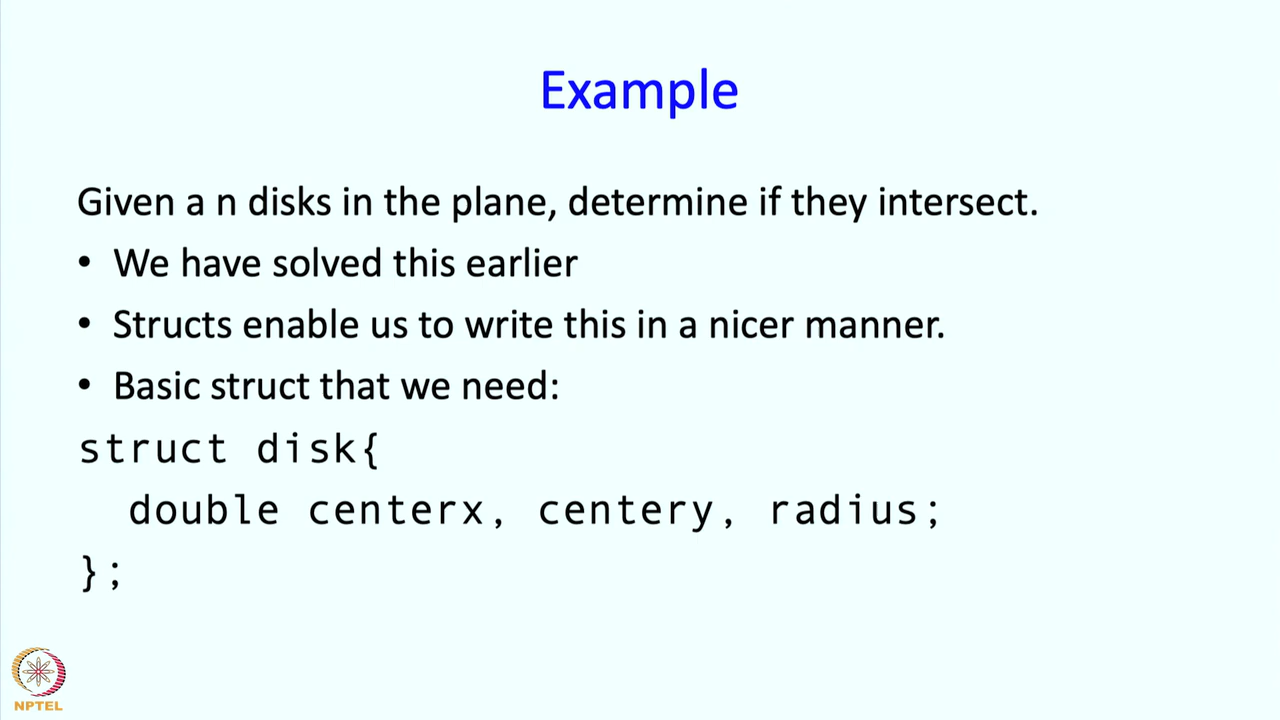 Example
Given a n disks in the plane, determine if they intersect.
• We have solved this earlier
• Structs enable us to write this in a nicer manner.
• Basic struct that we need:
struct disk{
  double centerx, centery, radius;
};
NPTEL